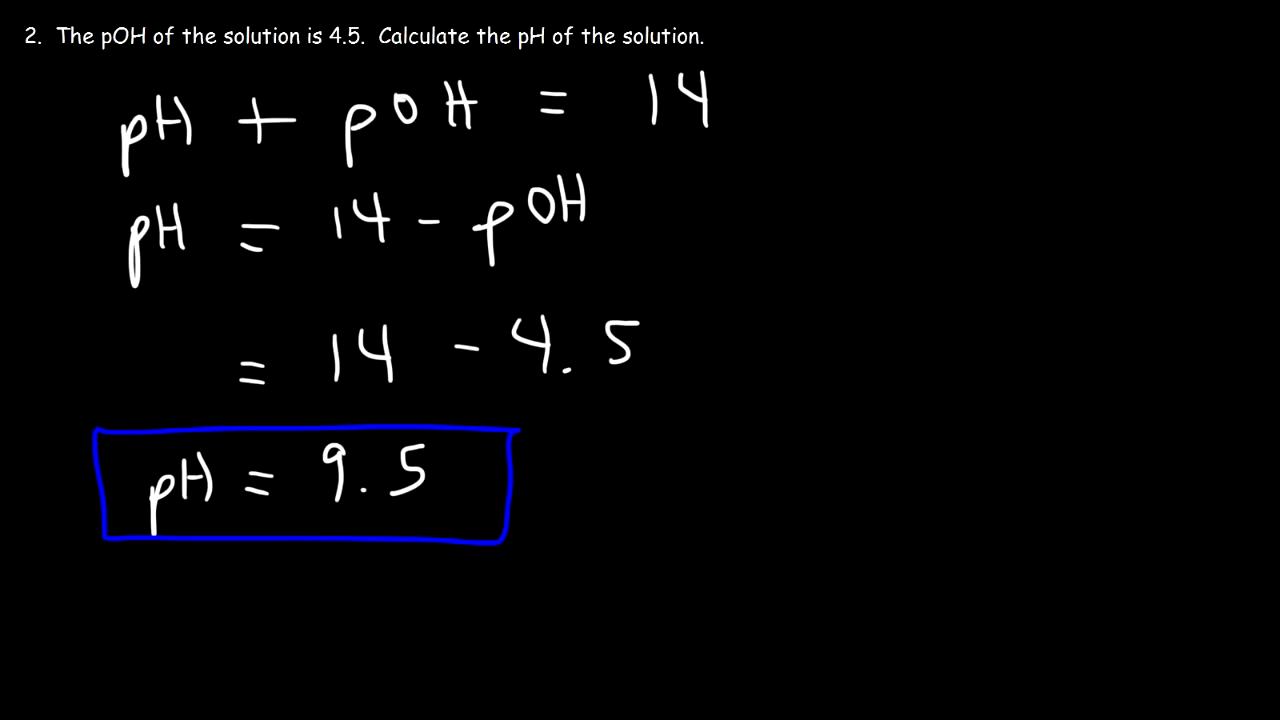 2. The pOH of the solution is 4.5. Calculate the pH of the solution.
pH + pOH = 14
pH = 14 - pOH
= 14 - 4.5
pH = 9.5